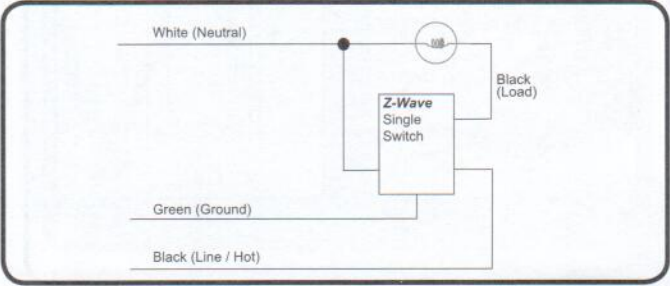 White (Neutral)
Black
(Load)
Z-Wave
Single
Switch
Green (Ground)
Black (Line / Hot)